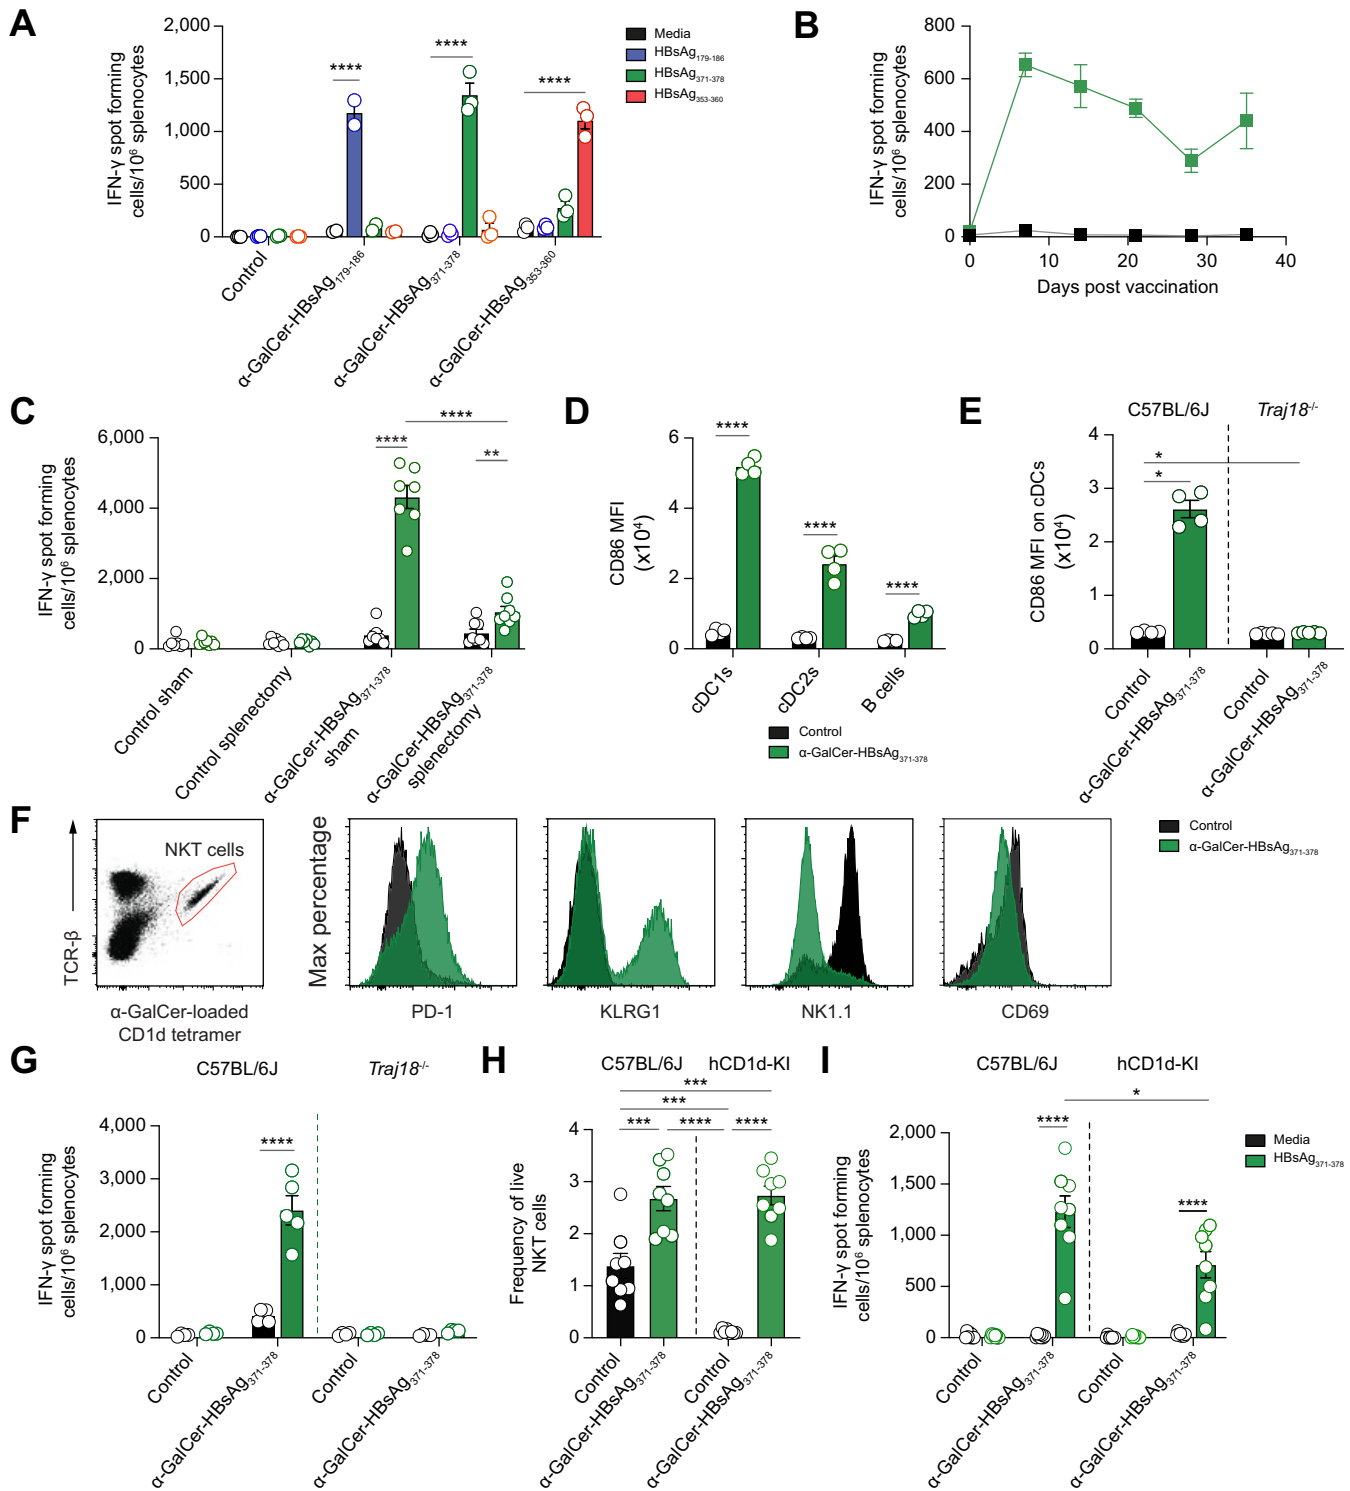 A
IFN-γ spot forming
cells/10⁶ splenocytes
2,000
1,500
1,000
500
0
****
****
****
Media
HBsAg₁₇₉₋₁₈₆
HBsAg₃₇₁₋₃₇₈
HBsAg₃₅₃₋₃₆₀
Control
α-GalCer-HBsAg₁₇₉₋₁₈₆
α-GalCer-HBsAg₃₇₁₋₃₇₈
α-GalCer-HBsAg₃₅₃₋₃₆₀
B
IFN-γ spot forming
cells/10⁶ splenocytes
800
600
400
200
0
0 10 20 30 40
Days post vaccination
C
IFN-γ spot forming
cells/10⁶ splenocytes
6,000
4,000
2,000
0
****
****
**
Control sham
Control splenectomy
α-GalCer-HBsAg₃₇₁₋₃₇₈
sham
α-GalCer-HBsAg₃₇₁₋₃₇₈
splenectomy
D
CD86 MFI
(x10⁴)
6
4
2
0
****
****
****
cDC1s
cDC2s
B cells
Control
α-GalCer-HBsAg₃₇₁₋₃₇₈
E
C57BL/6J Traj18⁻/⁻
CD86 MFI on cDCs
(x10⁴)
4
3
2
1
0
*
*
Control
α-GalCer-HBsAg₃₇₁₋₃₇₈
Control
α-GalCer-HBsAg₃₇₁₋₃₇₈
F
TCR-β
NKT cells
α-GalCer-loaded
CD1d tetramer
Max percentage
PD-1
KLRG1
NK1.1
CD69
Control
α-GalCer-HBsAg₃₇₁₋₃₇₈
G
C57BL/6J Traj18⁻/⁻
IFN-γ spot forming
cells/10⁶ splenocytes
4,000
3,000
2,000
1,000
0
****
Control
α-GalCer-HBsAg₃₇₁₋₃₇₈
Control
α-GalCer-HBsAg₃₇₁₋₃₇₈
H
C57BL/6J hCD1d-KI
Frequency of live
NKT cells
4
3
2
1
0
***
***
*** **** ****
Control
α-GalCer-HBsAg₃₇₁₋₃₇₈
Control
α-GalCer-HBsAg₃₇₁₋₃₇₈
I
C57BL/6J hCD1d-KI
IFN-γ spot forming
cells/10⁶ splenocytes
2,000
1,500
1,000
500
0
*
****
****
Media
HBsAg₃₇₁₋₃₇₈
Control
α-GalCer-HBsAg₃₇₁₋₃₇₈
Control
α-GalCer-HBsAg₃₇₁₋₃₇₈